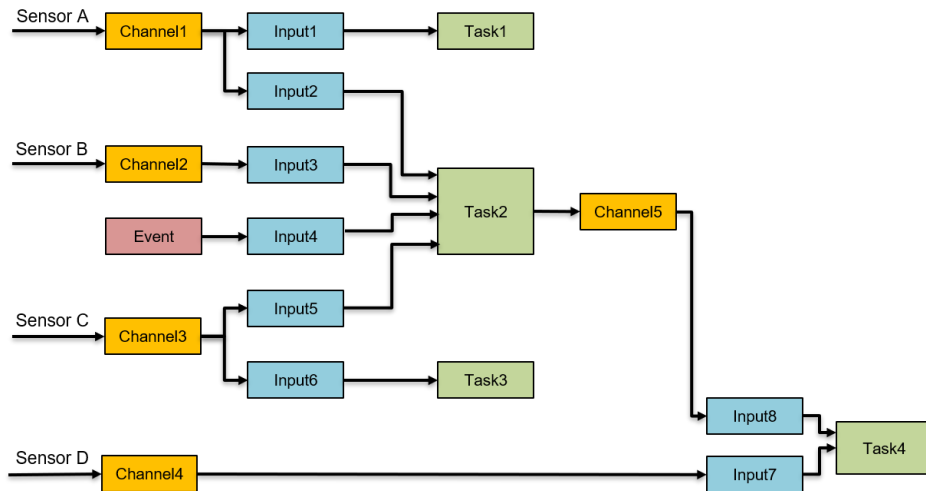 Sensor A
Channel1
Input1
Task1
Input2
Sensor B
Channel2
Input3
Task2
Channel5
Event
Input4
Sensor C
Channel3
Input5
Input6
Task3
Input8
Task4
Sensor D
Channel4
Input7